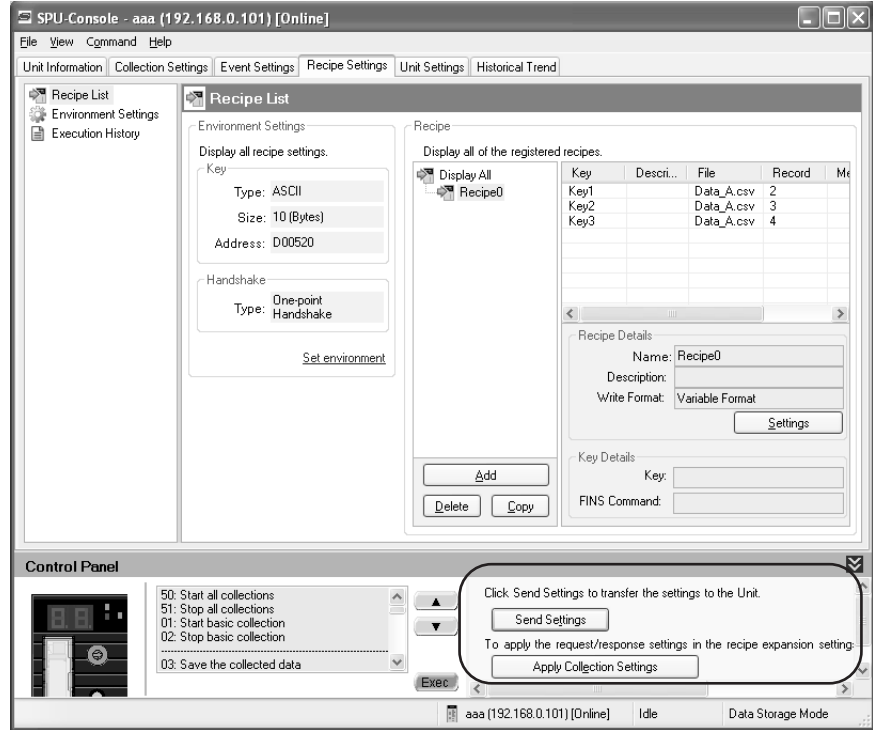 SPU-Console - aaa (192.168.0.101) [Online]
File View Command Help
Unit Information Collection Settings Event Settings Recipe Settings Unit Settings Historical Trend
Recipe List
Environment Settings
Execution History
Recipe List
Environment Settings
Display all recipe settings.
Key
Type: ASCII
Size: 10 (Bytes)
Address: D00520
Handshake
Type: One-point
Handshake
Set environment
Recipe
Display all of the registered recipes.
Display All
Recipe0
Add
Delete Copy
Key Descri... File Record Me
Key1 Data_A.csv 2
Key2 Data_A.csv 3
Key3 Data_A.csv 4
Recipe Details
Name: Recipe0
Description:
Write Format: Variable Format
Settings
Key Details
Key:
FINS Command:
Control Panel
50: Start all collections
51: Stop all collections
01: Start basic collection
02: Stop basic collection
03: Save the collected data
Exec
Click Send Settings to transfer the settings to the Unit.
Send Settings
To apply the request/response settings in the recipe expansion setting
Apply Collection Settings
aaa (192.168.0.101) [Online] Idle Data Storage Mode